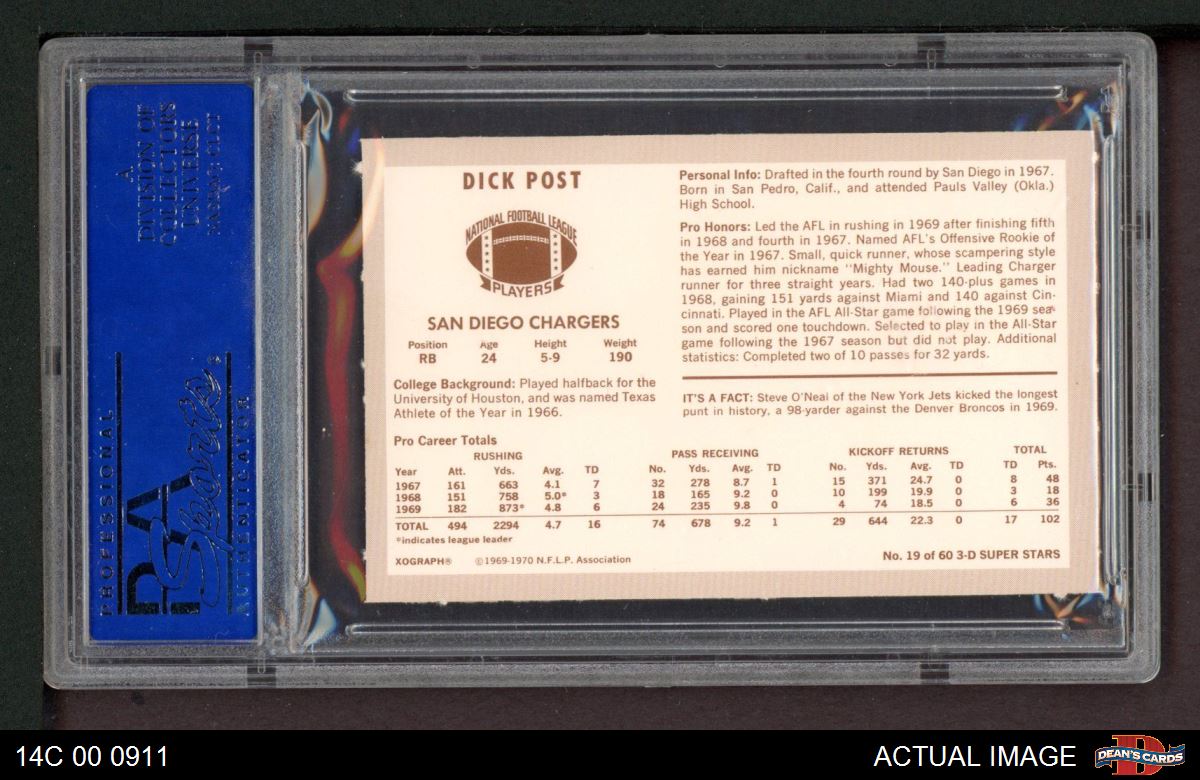 A
DIVISION OF
COLLECTORS
UNIVERSE
NASDAQ: CLCT
PROFESSIONAL
PSA
Sports
AUTHENTICATOR
DICK POST
NATIONAL FOOTBALL LEAGUE
PLAYERS
SAN DIEGO CHARGERS
Position Age Height Weight
RB 24 5-9 190
College Background: Played halfback for the
University of Houston, and was named Texas
Athlete of the Year in 1966.
Personal Info: Drafted in the fourth round by San Diego in 1967.
Born in San Pedro, Calif., and attended Pauls Valley (Okla.)
High School.
Pro Honors: Led the AFL in rushing in 1969 after finishing fifth
in 1968 and fourth in 1967. Named AFL's Offensive Rookie of
the Year in 1967. Small, quick runner, whose scampering style
has earned him nickname "Mighty Mouse." Leading Charger
runner for three straight years. Had two 140-plus games in
1968, gaining 151 yards against Miami and 140 against Cin-
cinnati. Played in the AFL All-Star game following the 1969 sea-
son and scored one touchdown. Selected to play in the All-Star
game following the 1967 season but did not play. Additional
statistics: Completed two of 10 passes for 32 yards.
IT'S A FACT: Steve O'Neal of the New York Jets kicked the longest
punt in history, a 98-yarder against the Denver Broncos in 1969.
Pro Career Totals
RUSHING PASS RECEIVING KICKOFF RETURNS TOTAL
Year Att. Yds. Avg. TD No. Yds. Avg. TD No. Yds. Avg. TD TD Pts.
1967 161 663 4.1 7 32 278 8.7 1 15 371 24.7 0 8 48
1968 151 758 5.0* 3 18 165 9.2 0 10 199 19.9 0 3 18
1969 182 873* 4.8 6 24 235 9.8 0 4 74 18.5 0 6 36
TOTAL 494 2294 4.7 16 74 678 9.2 1 29 644 22.3 0 17 102
*indicates league leader
XOGRAPH® ©1969-1970 N.F.L.P. Association No. 19 of 60 3-D SUPER STARS
14C 00 0911
ACTUAL IMAGE
D
DEAN'S CARDS